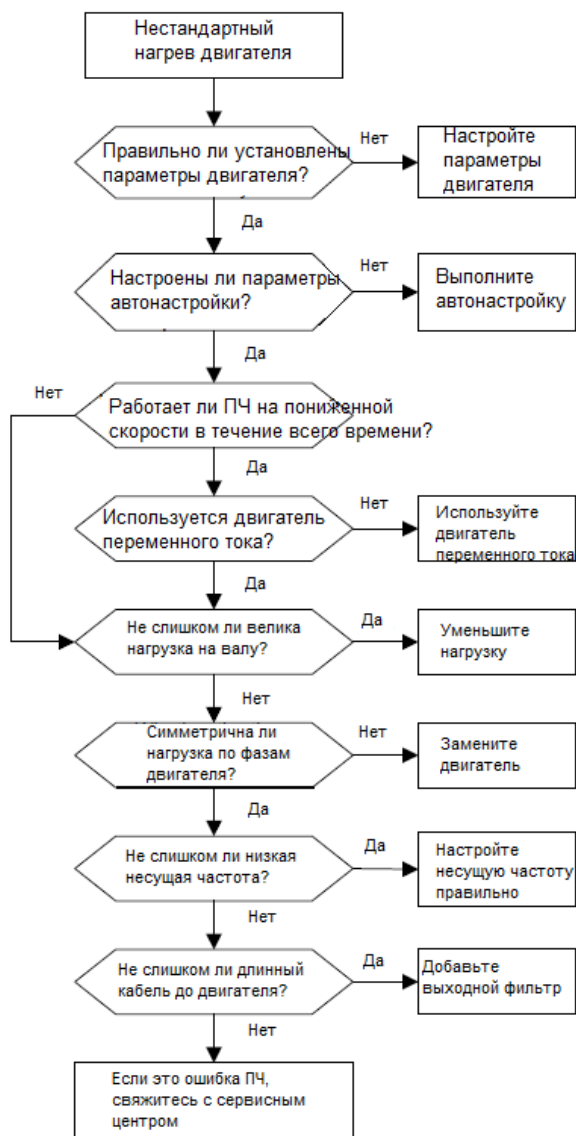 Нестандартный
нагрев двигателя
Нет
Правильно ли установлены
параметры двигателя?
Настройте
параметры
двигателя
Да
Нет
Настроены ли параметры
автонастройки?
Выполните
автонастройку
Да
Нет
Работает ли ПЧ на пониженной
скорости в течение всего времени?
Да
Нет
Используется двигатель
переменного тока?
Используйте
двигатель
переменного тока
Да
Да
Не слишком ли велика
нагрузка на валу?
Уменьшите
нагрузку
Нет
Нет
Симметрична ли
нагрузка по фазам
двигателя?
Замените
двигатель
Да
Да
Не слишком ли низкая
несущая частота?
Настройте
несущую частоту
правильно
Нет
Да
Не слишком ли длинный
кабель до двигателя?
Добавьте
выходной фильтр
Нет
Если это ошибка ПЧ,
свяжитесь с сервисным
центром